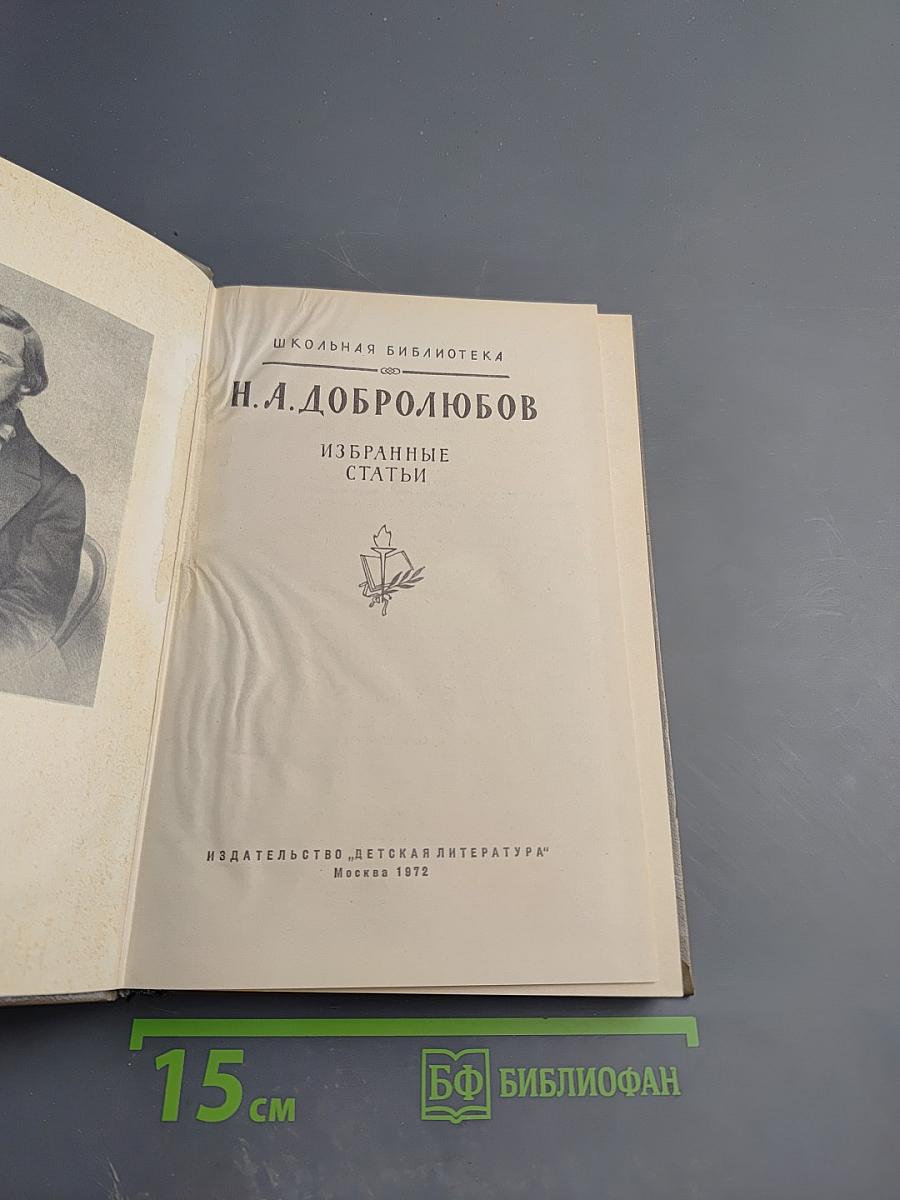 ШКОЛЬНАЯ БИБЛИОТЕКА
Н. А. ДОБРОЛЮБОВ
ИЗБРАННЫЕ
СТАТЬИ
ИЗДАТЕЛЬСТВО „ДЕТСКАЯ ЛИТЕРАТУРА“
Москва 1972
15 см
БФ БИБЛИОФАН